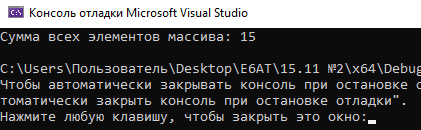 Консоль отладки Microsoft Visual Studio
Сумма всех элементов массива: 15
C:\Users\Пользователь\Desktop\ЕБАТ\15.11 №2\x64\Debug
Чтобы автоматически закрывать консоль при остановке о
томатически закрыть консоль при остановке отладки".
Нажмите любую клавишу, чтобы закрыть это окно: